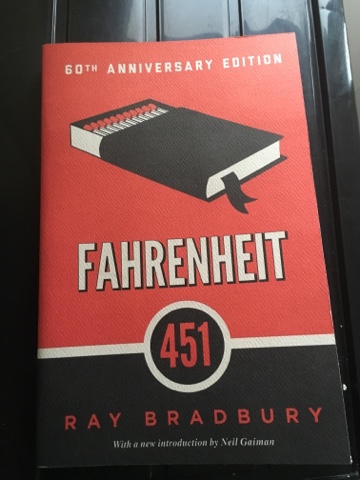 60TH ANNIVERSARY EDITION
FAHRENHEIT
451
RAY BRADBURY
With a new introduction by Neil Gaiman